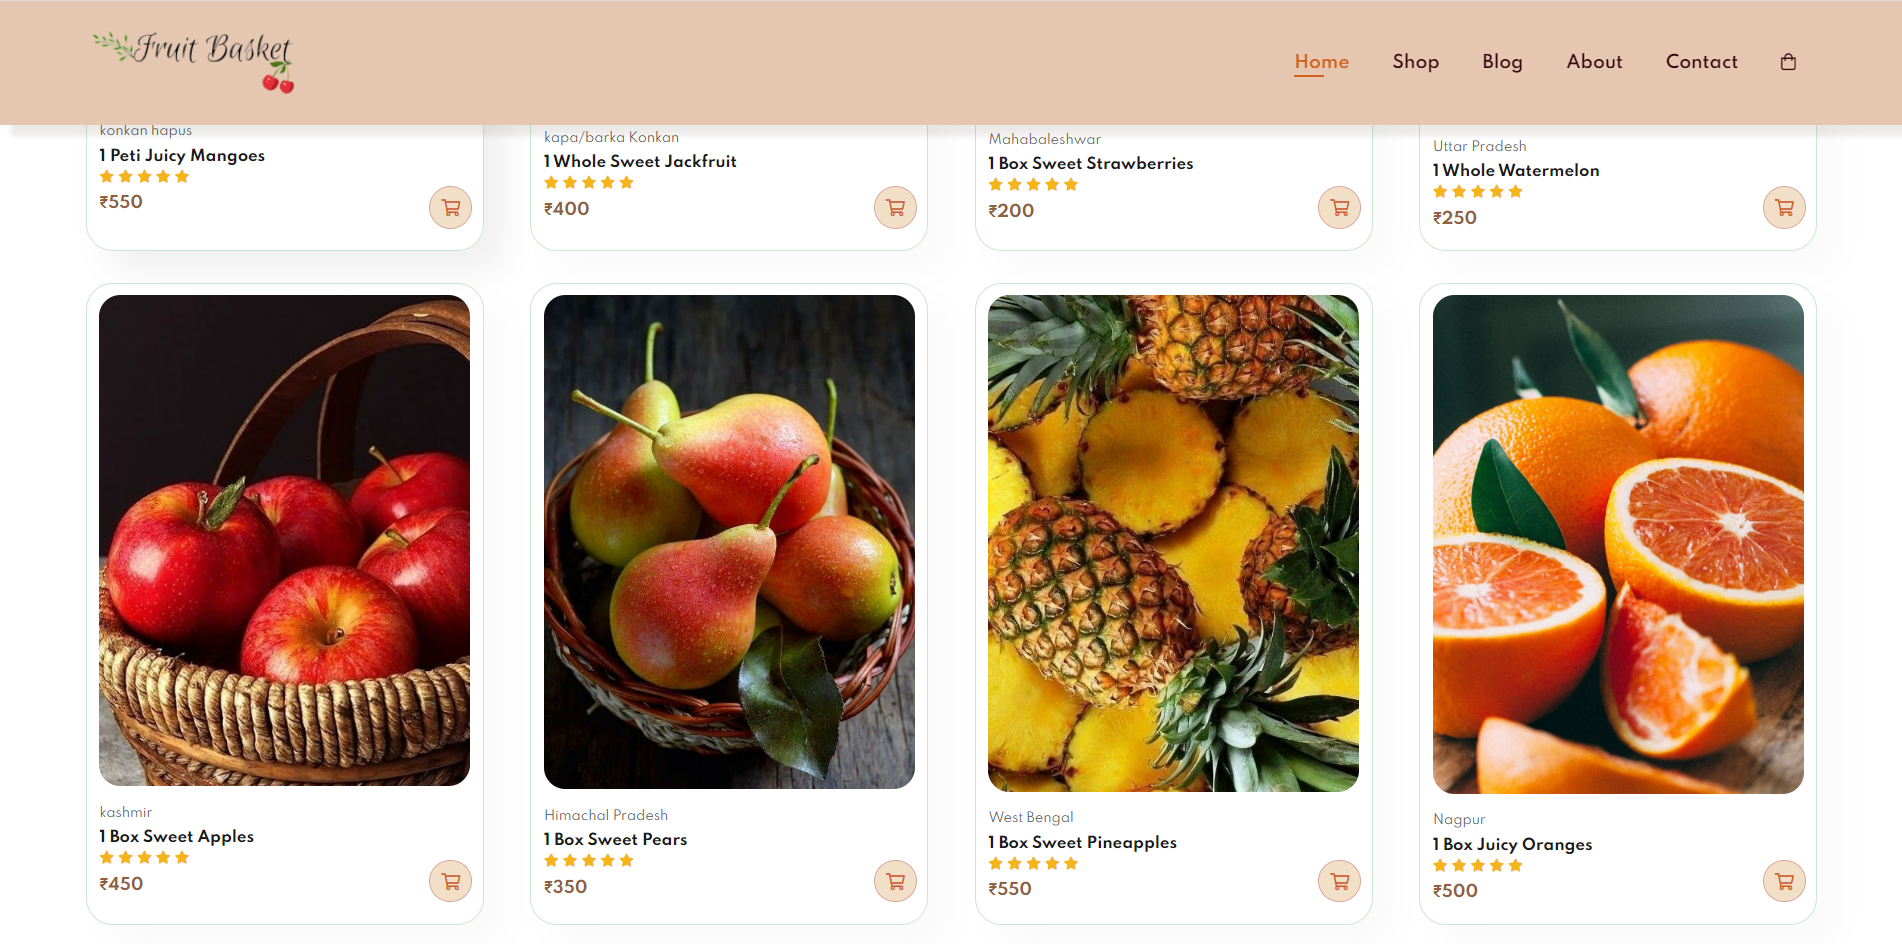 Fruit Basket
Home Shop Blog About Contact
konkan hapus
1 Peti Juicy Mangoes
₹550
kapa/barka Konkan
1 Whole Sweet Jackfruit
₹400
Mahabaleshwar
1 Box Sweet Strawberries
₹200
Uttar Pradesh
1 Whole Watermelon
₹250
kashmir
1 Box Sweet Apples
₹450
Himachal Pradesh
1 Box Sweet Pears
₹350
West Bengal
1 Box Sweet Pineapples
₹550
Nagpur
1 Box Juicy Oranges
₹500